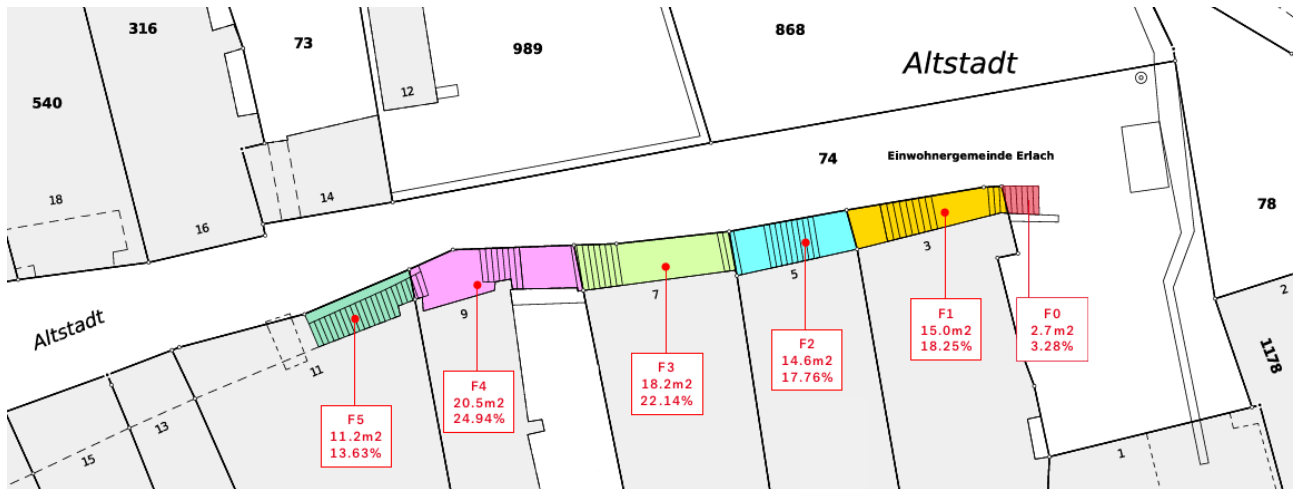 316
73
989
868
Altstadt
540
12
74
Einwohnergemeinde Erlach
18
14
16
78
3
5
7
9
2
Altstadt
F1
15.0m2
18.25%
F0
2.7m2
3.28%
F2
14.6m2
17.76%
F3
18.2m2
22.14%
F4
20.5m2
24.94%
F5
11.2m2
13.63%
11
1178
13
15
1